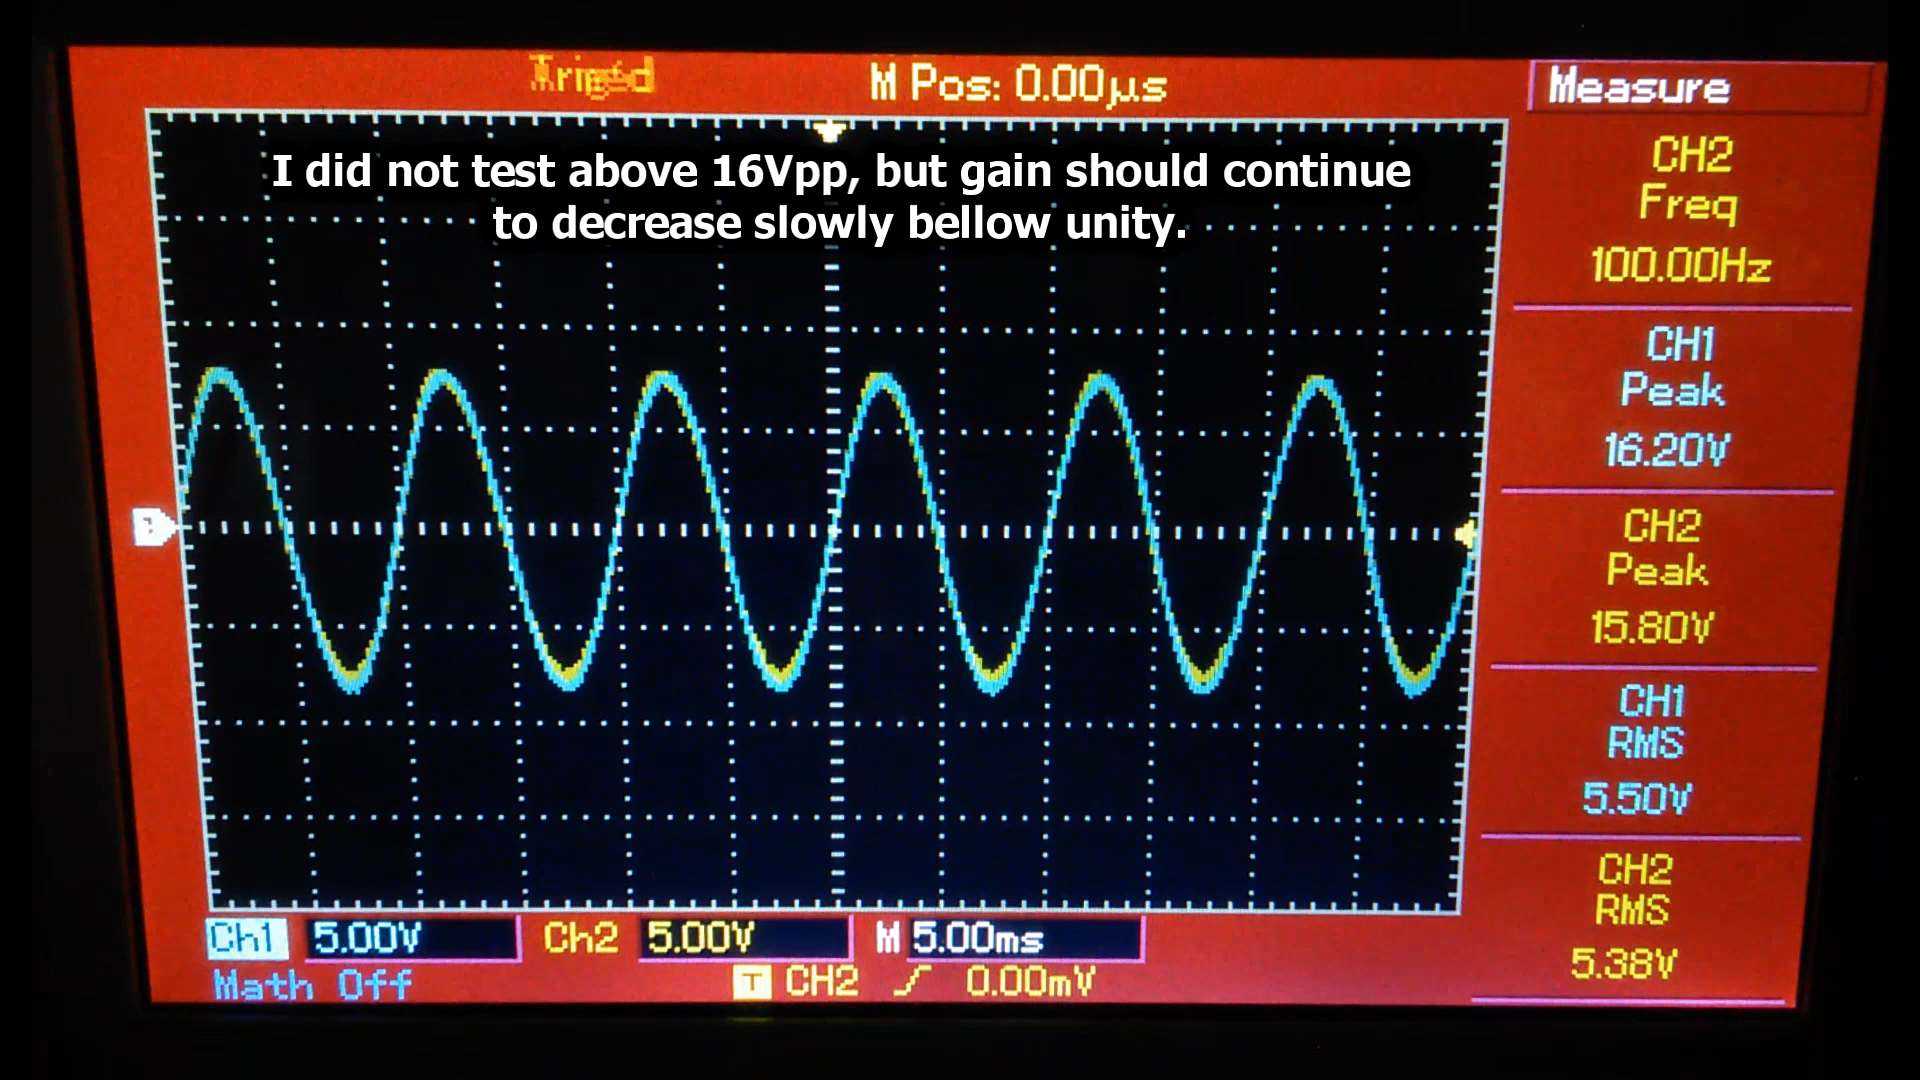 M Pos: 0.00µs
Measure
I did not test above 16Vpp, but gain should continue
to decrease slowly bellow unity.
CH2
Freq
100.00Hz
CH1
Peak
16.20V
CH2
Peak
15.80V
CH1
RMS
5.50V
CH2
RMS
5.38V
Ch1 5.00V Ch2 5.00V M 5.00ms
Math Off T CH2 0.00mV